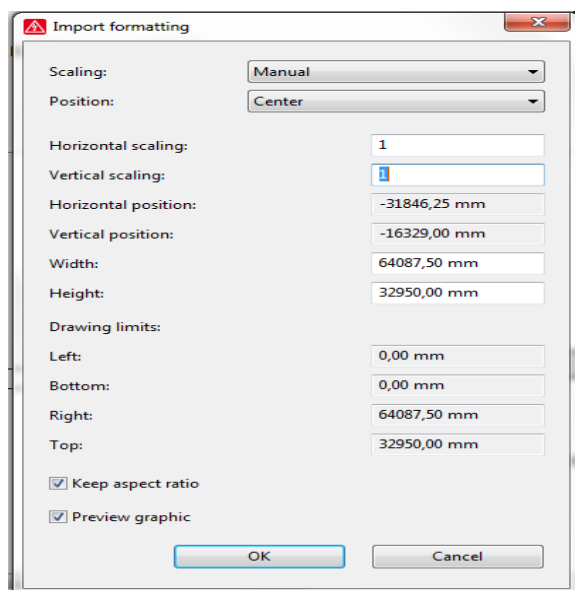 Import formatting
Scaling: Manual
Position: Center
Horizontal scaling: 1
Vertical scaling: 1
Horizontal position: -31846,25 mm
Vertical position: -16329,00 mm
Width: 64087,50 mm
Height: 32950,00 mm
Drawing limits:
Left: 0,00 mm
Bottom: 0,00 mm
Right: 64087,50 mm
Top: 32950,00 mm
Keep aspect ratio
Preview graphic
OK Cancel